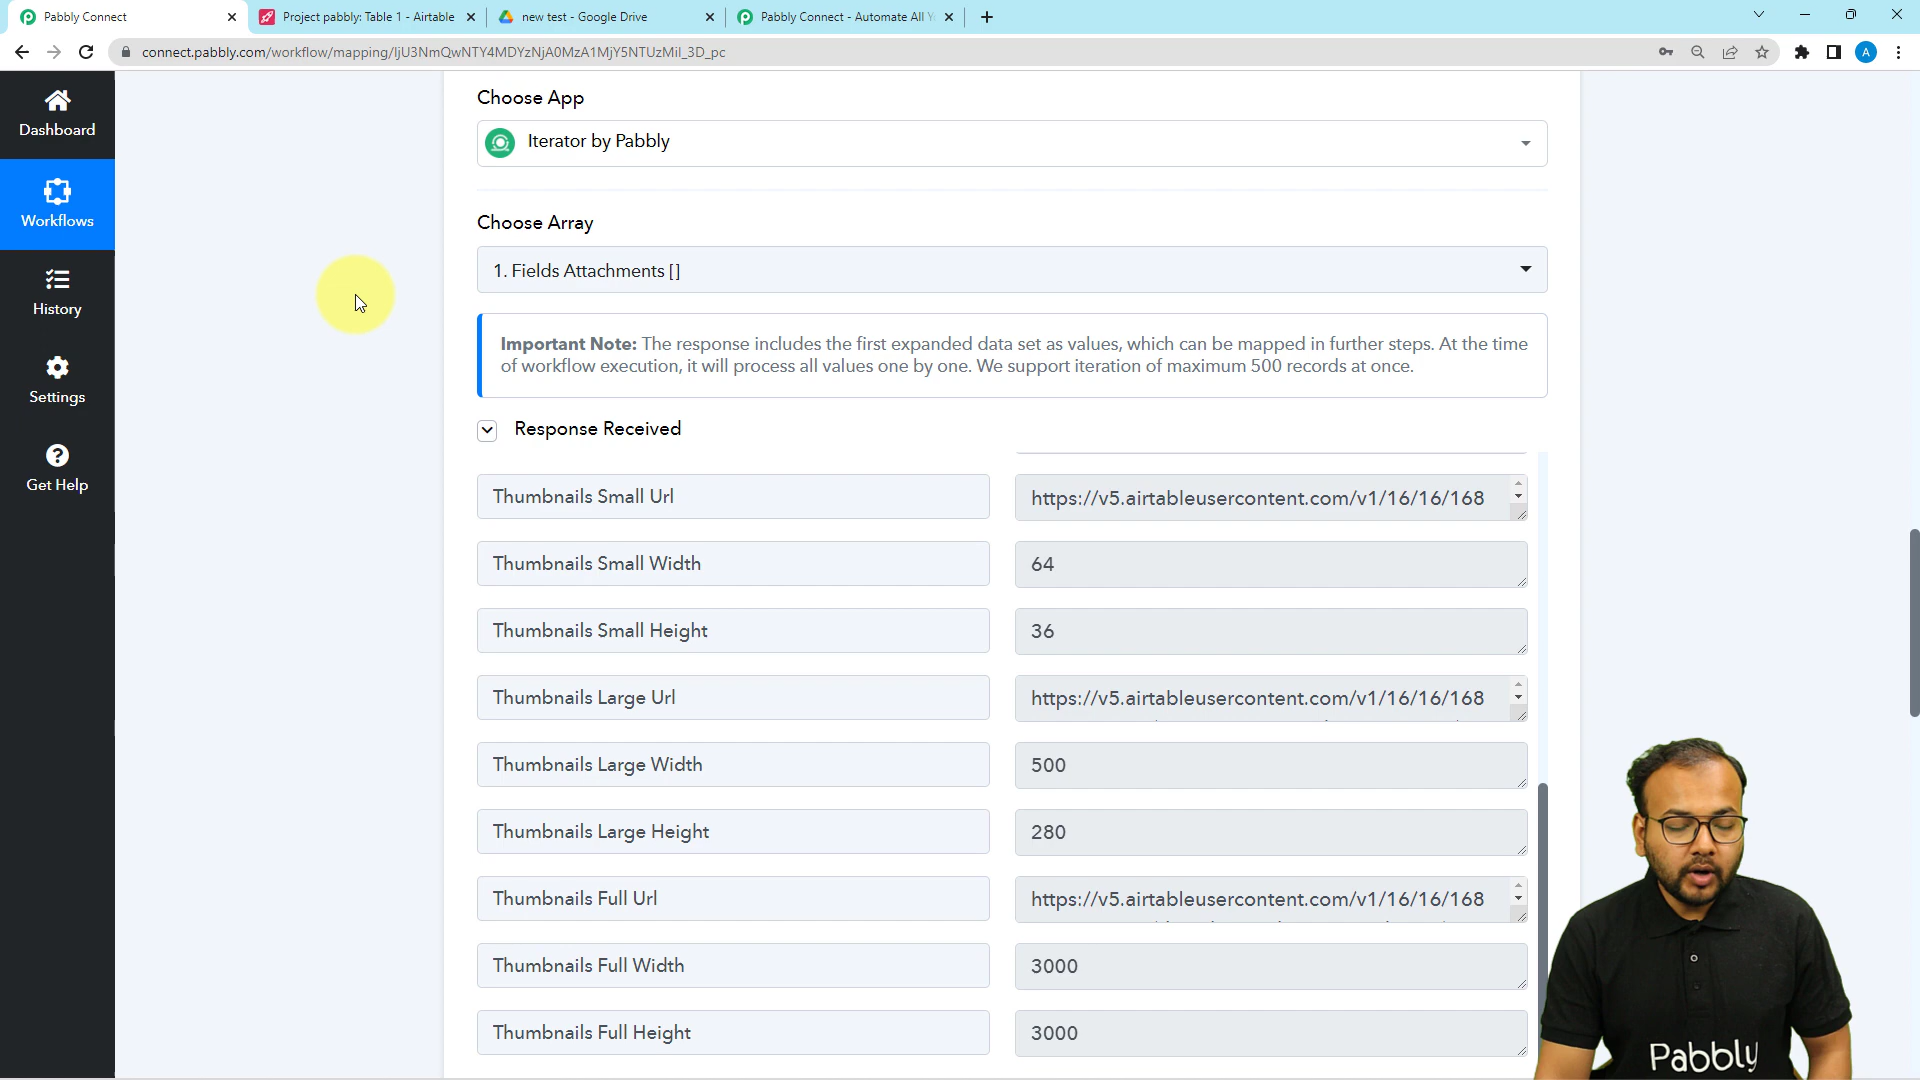 Pabbly Connect
Project pabbly: Table 1 - Airtable
new test - Google Drive
Pabbly Connect - Automate All Y
connect.pabbly.com/workflow/mapping/
A
Dashboard
Workflows
History
Settings
Get Help
Choose App
Iterator by Pabbly
Choose Array
1. Fields Attachments []
Important Note: The response includes the first expanded data set as values, which can be mapped in further steps. At the time
of workflow execution, it will process all values one by one. We support iteration of maximum 500 records at once.
Response Received
Thumbnails Small Url
https://v5.airtableusercontent.com/v1/16/16/168
Thumbnails Small Width
64
Thumbnails Small Height
36
Thumbnails Large Url
https://v5.airtableusercontent.com/v1/16/16/168
Thumbnails Large Width
500
Thumbnails Large Height
280
Thumbnails Full Url
https://v5.airtableusercontent.com/v1/16/16/168
Thumbnails Full Width
3000
Thumbnails Full Height
3000
Pabbly